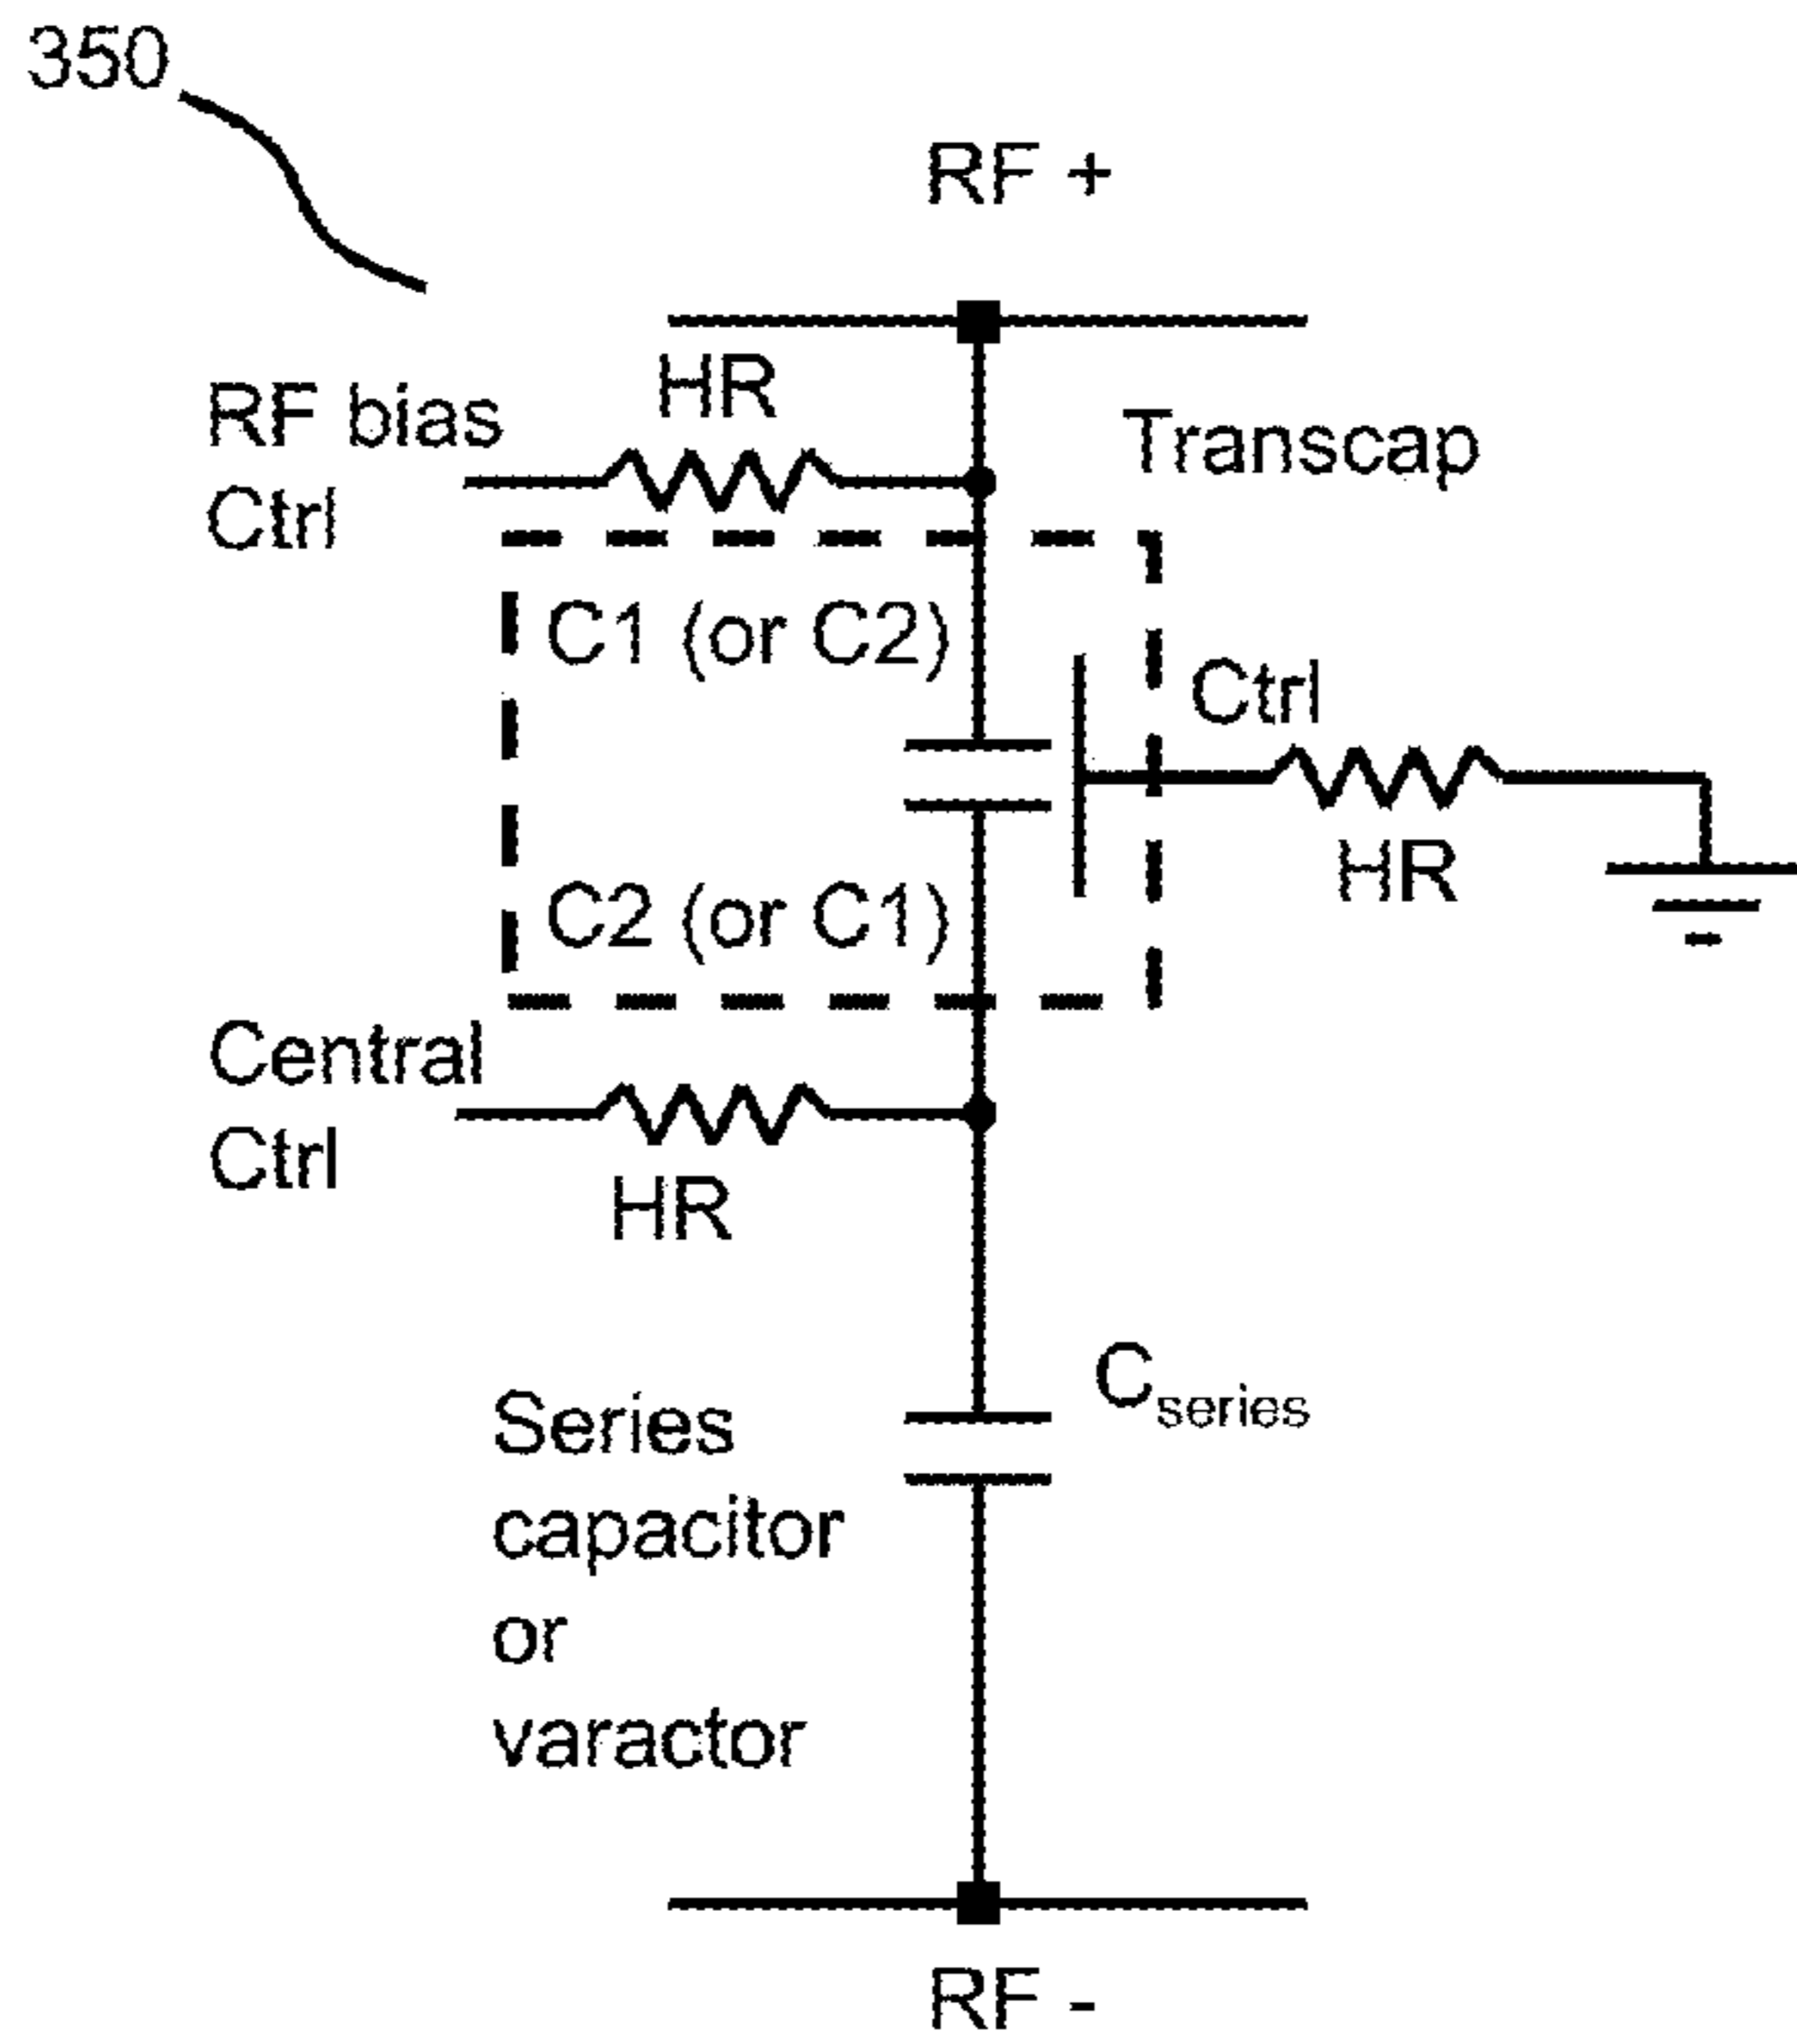 350
RF +
HR
RF bias
Ctrl
Transcap
C1 (or C2)
Ctrl
HR
C2 (or C1)
Central
Ctrl
HR
Cseries
Series
capacitor
or
varactor
RF -